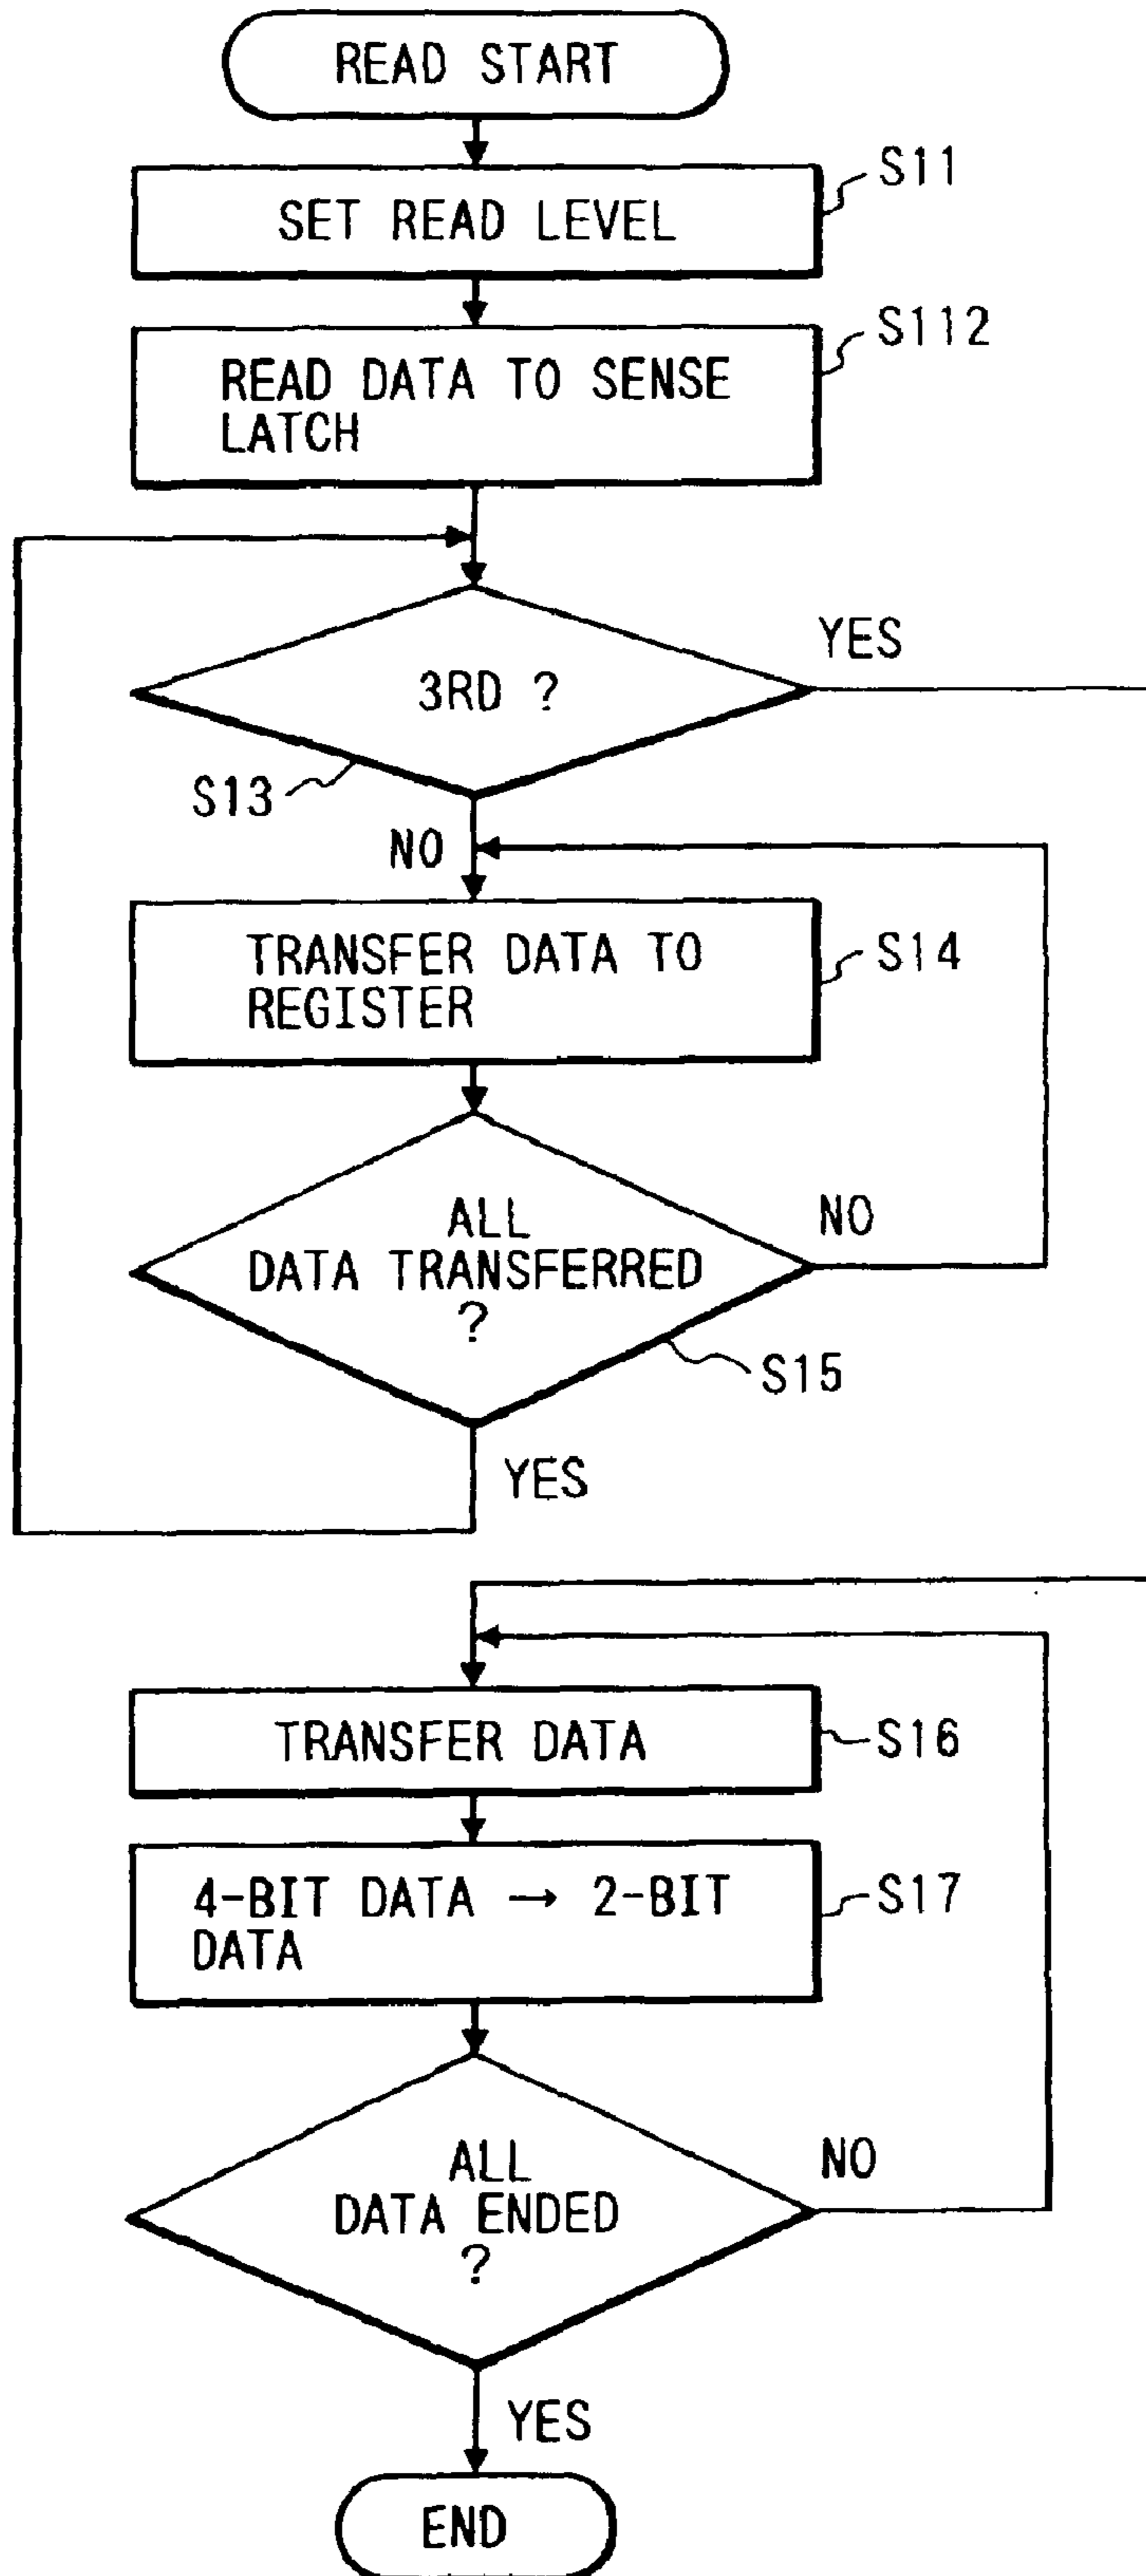 READ START
S11
SET READ LEVEL
S112
READ DATA TO SENSE
LATCH
YES
3RD ?
S13
NO
TRANSFER DATA TO
REGISTER
S14
ALL
DATA TRANSFERRED
?
NO
S15
YES
TRANSFER DATA
S16
4-BIT DATA → 2-BIT
DATA
S17
ALL
DATA ENDED
?
NO
YES
END